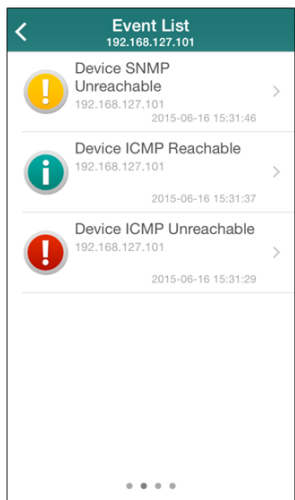 Event List
192.168.127.101
Device SNMP
Unreachable
192.168.127.101
2015-06-16 15:31:46
Device ICMP Reachable
192.168.127.101
2015-06-16 15:31:37
Device ICMP Unreachable
192.168.127.101
2015-06-16 15:31:29